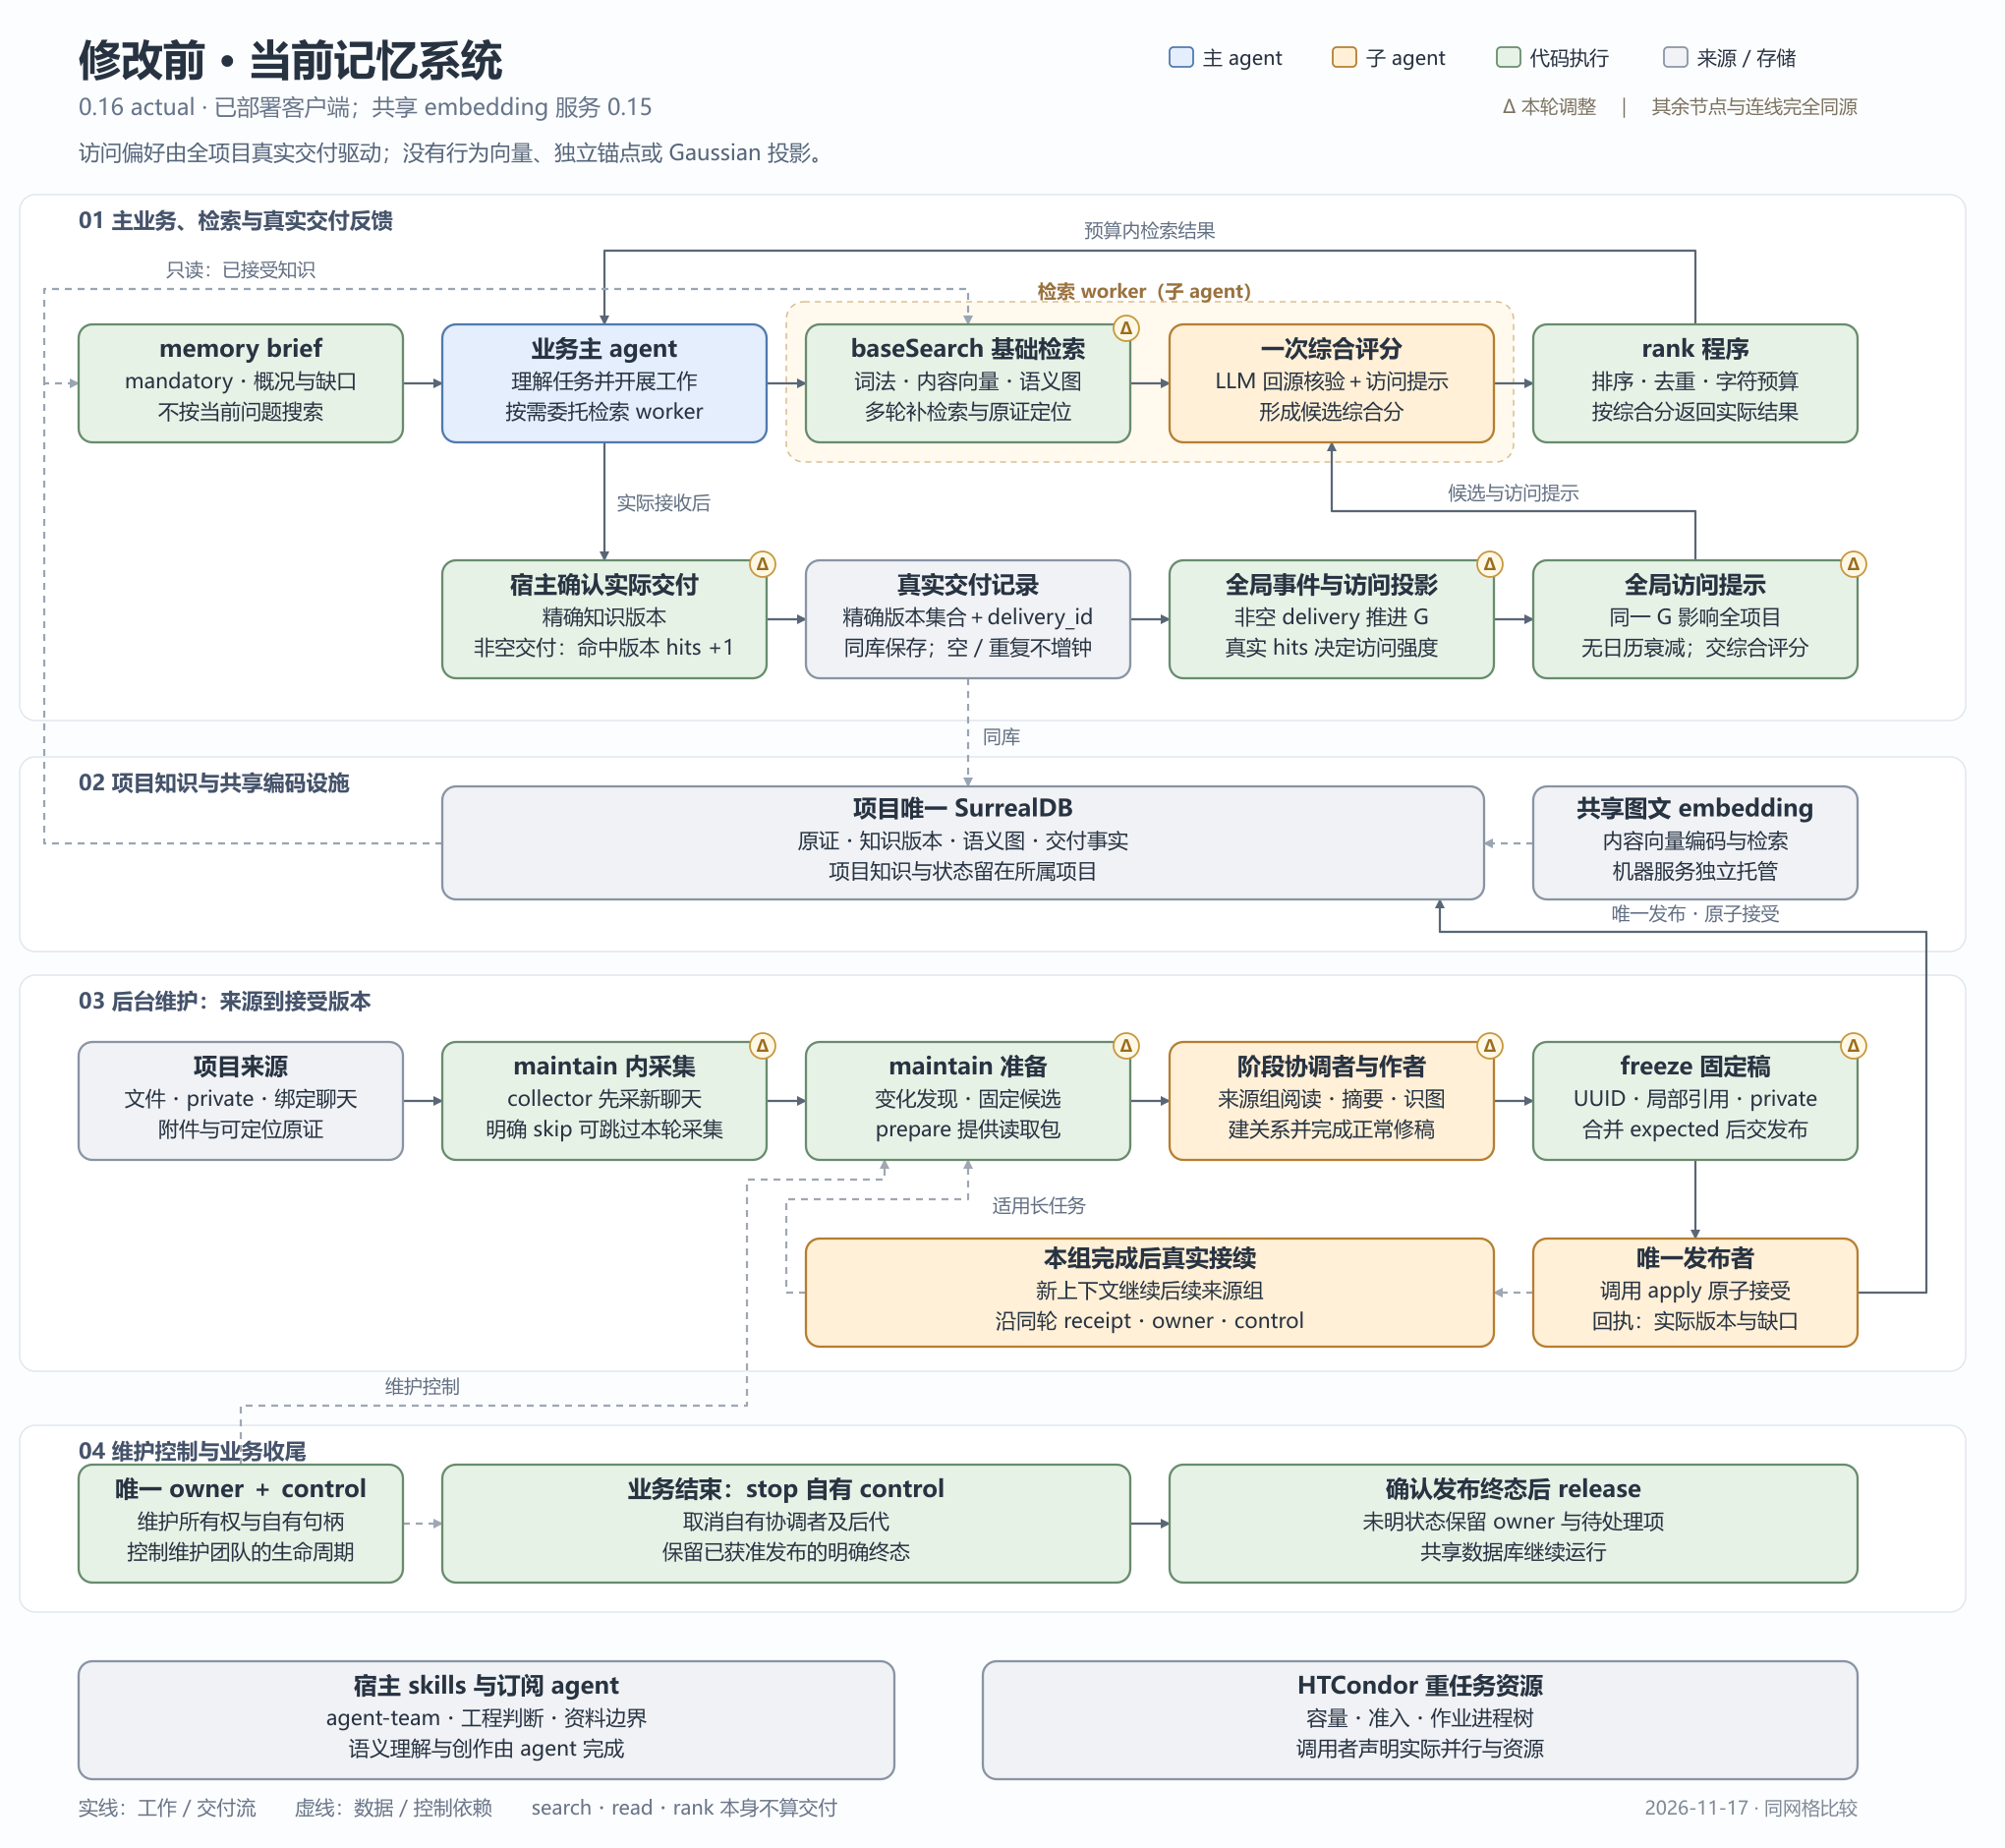 修改前 · 当前记忆系统
主 agent
子 agent
代码执行
来源 / 存储
0.16 actual · 已部署客户端；共享 embedding 服务 0.15
Δ 本轮调整 | 其余节点与连线完全同源
访问偏好由全项目真实交付驱动；没有行为向量、独立锚点或 Gaussian 投影。
01 主业务、检索与真实交付反馈
预算内检索结果
只读：已接受知识
检索 worker（子 agent）
memory brief
mandatory · 概况与缺口
不按当前问题搜索
业务主 agent
理解任务并开展工作
按需委托检索 worker
Δ
baseSearch 基础检索
词法 · 内容向量 · 语义图
多轮补检索与原证定位
一次综合评分
LLM 回源核验 + 访问提示
形成候选综合分
rank 程序
排序 · 去重 · 字符预算
按综合分返回实际结果
实际接收后
候选与访问提示
Δ
宿主确认实际交付
精确知识版本
非空交付：命中版本 hits +1
真实交付记录
精确版本集合 + delivery_id
同库保存；空 / 重复不增钟
Δ
全局事件与访问投影
非空 delivery 推进 G
真实 hits 决定访问强度
Δ
全局访问提示
同一 G 影响全项目
无日历衰减；交综合评分
同库
02 项目知识与共享编码设施
项目唯一 SurrealDB
原证 · 知识版本 · 语义图 · 交付事实
项目知识与状态留在所属项目
共享图文 embedding
内容向量编码与检索
机器服务独立托管
唯一发布 · 原子接受
03 后台维护：来源到接受版本
项目来源
文件 · private · 绑定聊天
附件与可定位原证
Δ
maintain 内采集
collector 先采新聊天
明确 skip 可跳过本轮采集
Δ
maintain 准备
变化发现 · 固定候选
prepare 提供读取包
Δ
阶段协调者与作者
来源组阅读 · 摘要 · 识图
建关系并完成正常修稿
Δ
freeze 固定稿
UUID · 局部引用 · private
合并 expected 后交发布
适用长任务
本组完成后真实接续
新上下文继续后续来源组
沿同轮 receipt · owner · control
唯一发布者
调用 apply 原子接受
回执：实际版本与缺口
维护控制
04 维护控制与业务收尾
唯一 owner + control
维护所有权与自有句柄
控制维护团队的生命周期
业务结束：stop 自有 control
取消自有协调者及后代
保留已获准发布的明确终态
确认发布终态后 release
未明状态保留 owner 与待处理项
共享数据库继续运行
宿主 skills 与订阅 agent
agent-team · 工程判断 · 资料边界
语义理解与创作由 agent 完成
HTCondor 重任务资源
容量 · 准入 · 作业进程树
调用者声明实际并行与资源
实线：工作 / 交付流
虚线：数据 / 控制依赖
search · read · rank 本身不算交付
2026-11-17 · 同网格比较